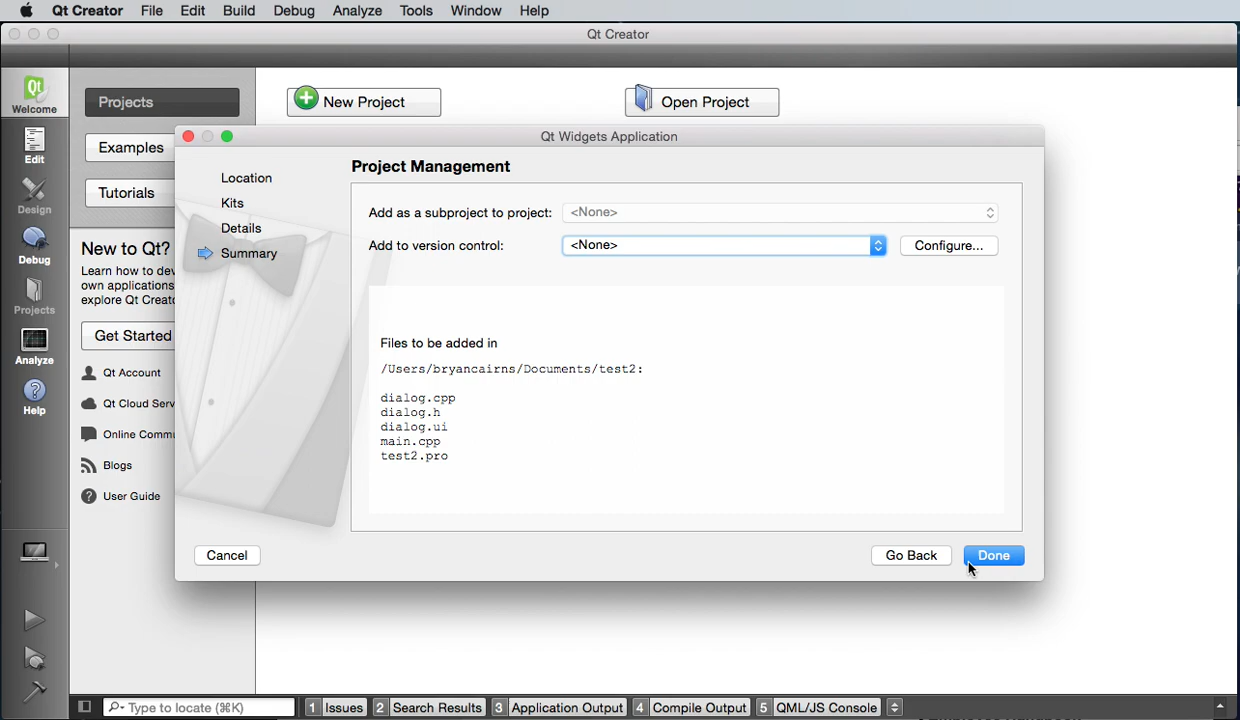 Qt Creator File Edit Build Debug Analyze Tools Window Help
Qt Creator
Welcome
Edit
Design
Debug
Projects
Analyze
Help
Projects
Examples
Tutorials
New to Qt?
Learn how to dev
own applications
explore Qt Creato
Get Started
Qt Account
Qt Cloud Serv
Online Commu
Blogs
User Guide
New Project
Open Project
Qt Widgets Application
Location
Kits
Details
Summary
Project Management
Add as a subproject to project: <None>
Add to version control: <None> Configure...
Files to be added in
/Users/bryancairns/Documents/test2:
dialog.cpp
dialog.h
dialog.ui
main.cpp
test2.pro
Cancel Go Back Done
Type to locate (⌘K) 1 Issues 2 Search Results 3 Application Output 4 Compile Output 5 QML/JS Console